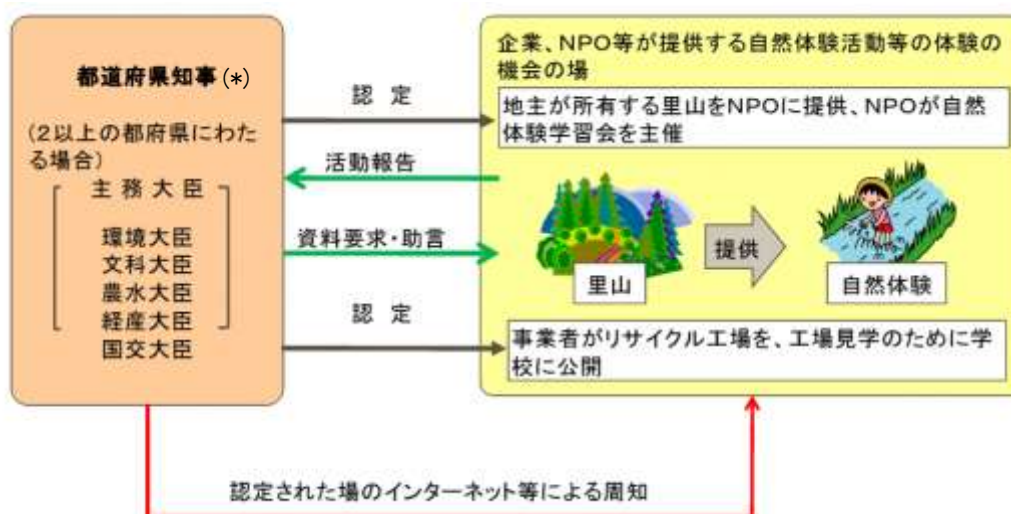 都道府県知事(*)
(2以上の都府県にわた
る場合)
主務大臣
環境大臣
文科大臣
農水大臣
経産大臣
国交大臣
認 定
活動報告
資料要求・助言
認 定
企業、NPO等が提供する自然体験活動等の体験の
機会の場
地主が所有する里山をNPOに提供、NPOが自然
体験学習会を主催
里山
提供
自然体験
事業者がリサイクル工場を、工場見学のために学
校に公開
認定された場のインターネット等による周知